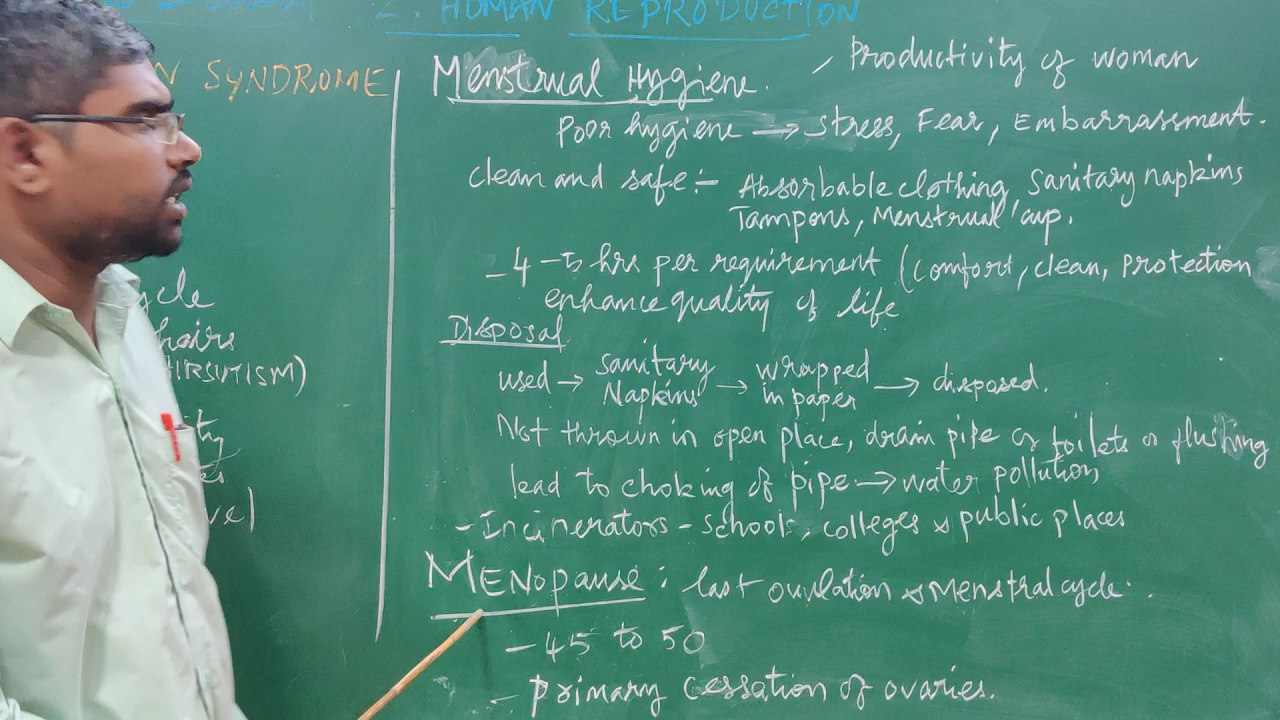 2. HUMAN REPRODUCTION
SYNDROME
hairs
HIRSUTISM)
Menstrual Hygiene.
Productivity of woman
Poor hygiene → Stress, Fear, Embarrassment.
clean and safe:- Absorbable clothing, Sanitary napkins
Tampons, Menstrual cup.
- 4-5 hrs per requirement (comfort, clean, protection
enhance quality of life
Disposal
used → Sanitary Napkins → wrapped in paper → disposed.
Not thrown in open place, drain pipe or toilets or flushing
lead to choking of pipe → water pollution,
- Incinerators - schools, colleges & public places
MENOpause: last ovulation & Menstral cycle.
- 45 to 50
- Primary cessation of ovaries.